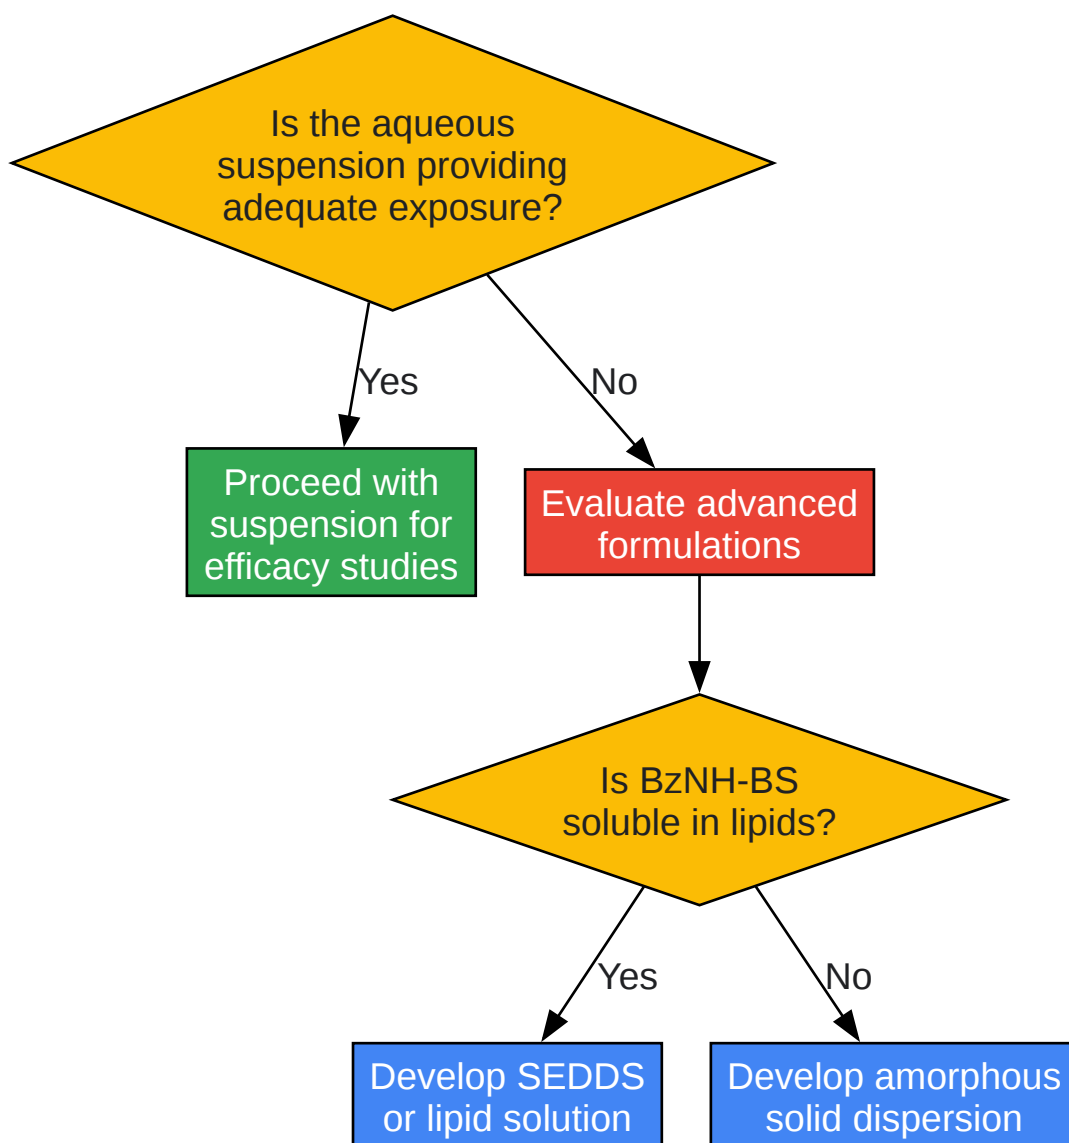 Is the aqueous
suspension providing
adequate exposure?
Yes
No
Proceed with
suspension for
efficacy studies
Evaluate advanced
formulations
Is BzNH-BS
soluble in lipids?
Yes
No
Develop SEDDS
or lipid solution
Develop amorphous
solid dispersion